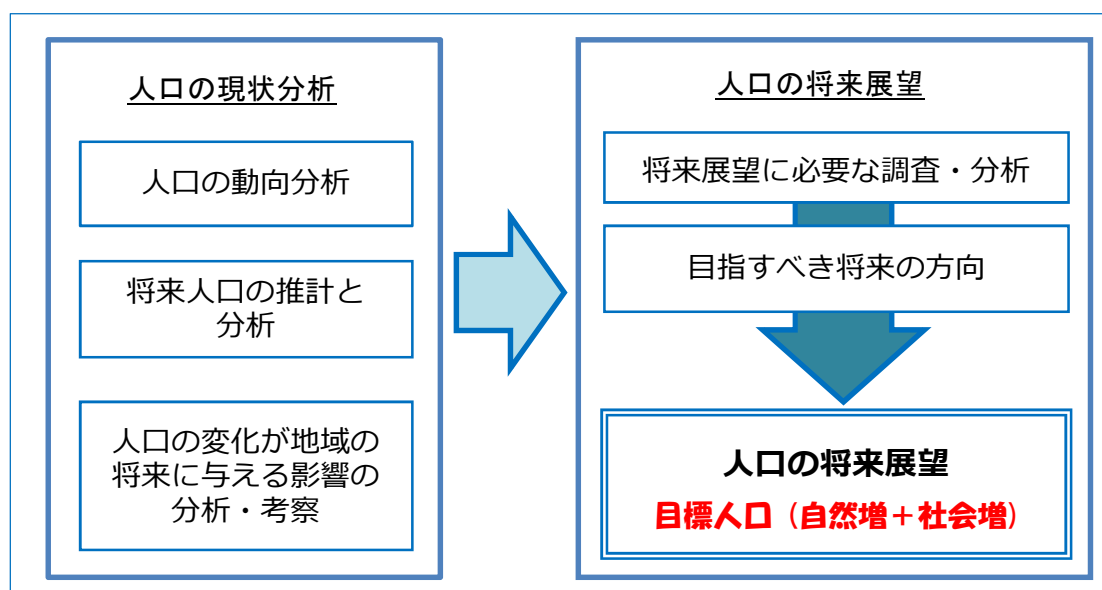 人口の現状分析
人口の動向分析
将来人口の推計と
分析
人口の変化が地域の
将来に与える影響の
分析・考察
人口の将来展望
将来展望に必要な調査・分析
目指すべき将来の方向
人口の将来展望
目標人口（自然増＋社会増）